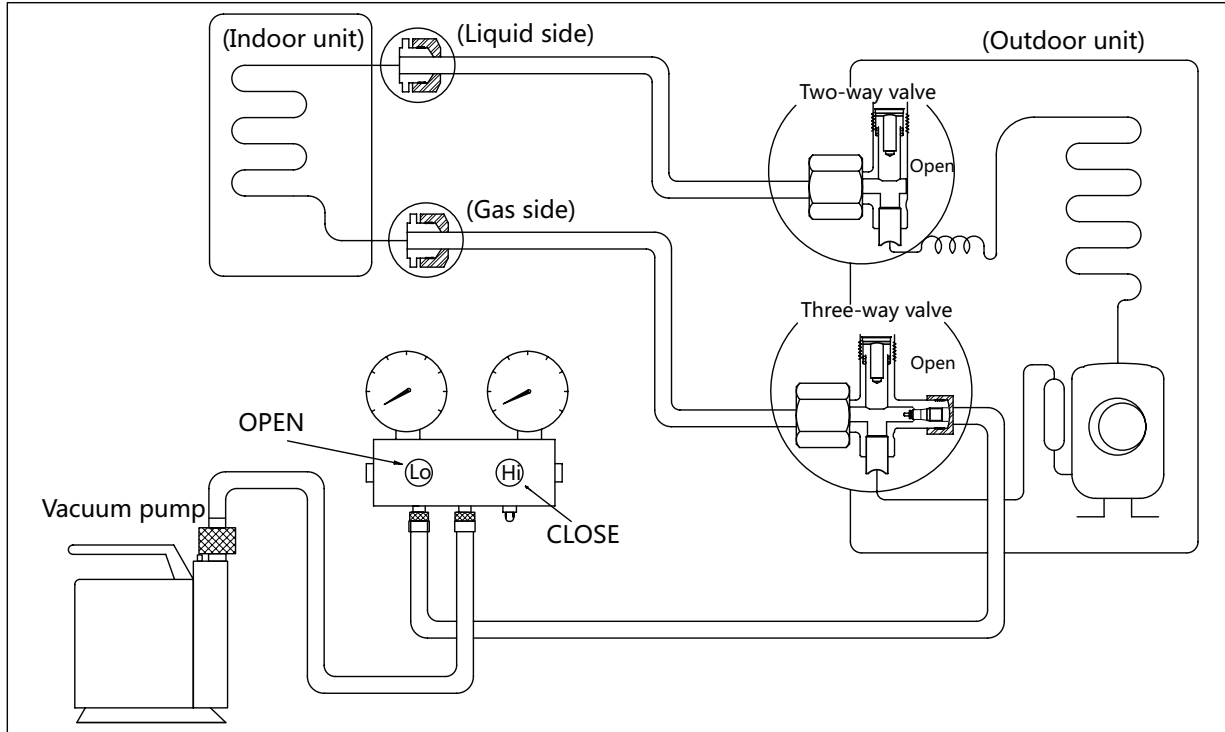 (Indoor unit)
(Liquid side)
(Outdoor unit)
Two-way valve
Open
(Gas side)
Three-way valve
Open
OPEN
Lo
Hi
Vacuum pump
CLOSE